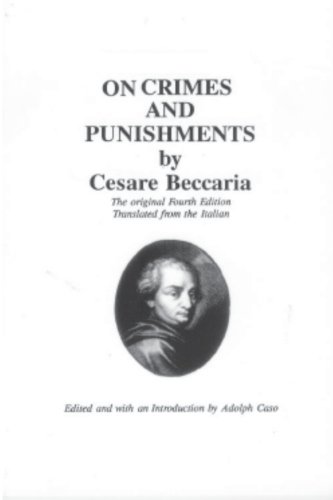 ON CRIMES
AND
PUNISHMENTS
by
Cesare Beccaria
The original Fourth Edition
Translated from the Italian
Edited and with an Introduction by Adolph Caso